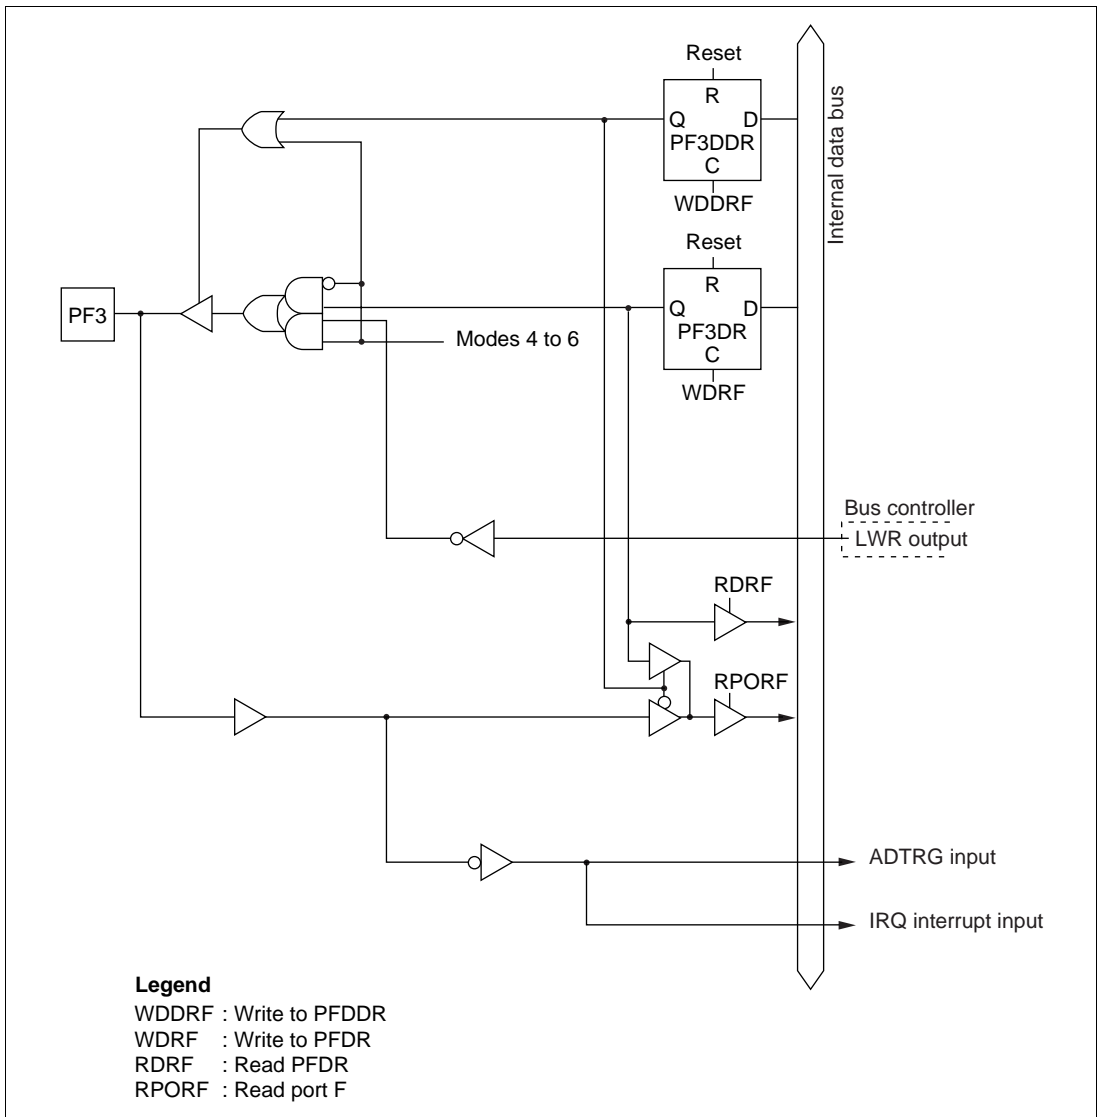 Reset
R
Q D
PF3DDR
C
WDDRF
Internal data bus
Reset
R
Q D
PF3DR
C
WDRF
PF3
Modes 4 to 6
Bus controller
LWR output
RDRF
RPORF
ADTRG input
IRQ interrupt input
Legend
WDDRF : Write to PFDDR
WDRF : Write to PFDR
RDRF : Read PFDR
RPORF : Read port F